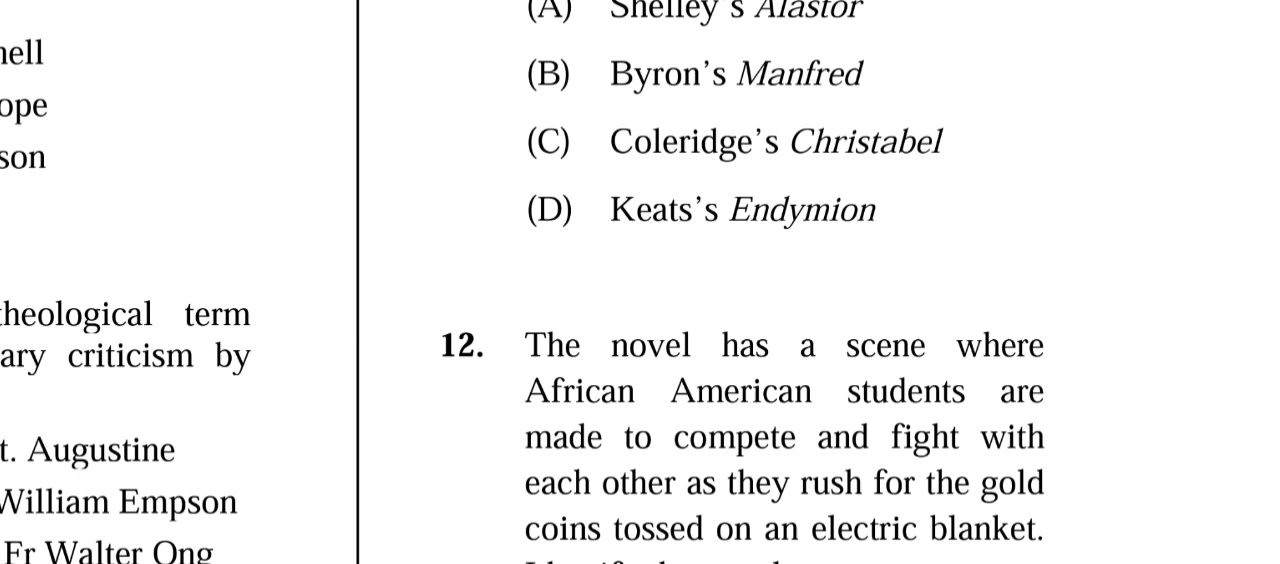 ope
son
theological term
ary criticism by
t. Augustine
William Empson
Fr Walter Ong
(A) Shelley's Alastor
(B) Byron's Manfred
(C) Coleridge's Christabel
(D) Keats's Endymion
12. The novel has a scene where
African American students are
made to compete and fight with
each other as they rush for the gold
coins tossed on an electric blanket.